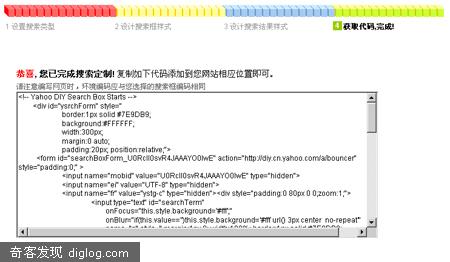 1 设置搜索类型 2 设计搜索框样式 3 设计搜索结果样式 4 获取代码,完成!
恭喜, 您已完成搜索定制! 复制如下代码添加到您网站相应位置即可。
请注意编写网页时，环境编码应与您选择的搜索框编码相同
<!-- Yahoo DIY Search Box Starts -->
<div id="ysrchForm" style="
border:1px solid #7E9DB9;
background:#FFFFFF;
width:300px;
margin:0 auto;
padding:20px; position:relative;">
<form id="searchBoxForm_U0RclI0svR4JAAAYO0IwE" action="http://diy.cn.yahoo.com/a/bouncer"
style="padding:0;" >
<input name="mobid" value="U0RclI0svR4JAAAYO0IwE" type="hidden">
<input name="ei" value="UTF-8" type="hidden">
<input name="fr" value="ystg-c" type="hidden"><div style="padding:0 80px 0 0;zoom:1;">
<input type="text" id="searchTerm"
onFocus="this.style.background='#fff';"
onBlur="if(this.value=='')this.style.background='#fff url() 3px center no-repeat'"
奇客发现 diglog.com